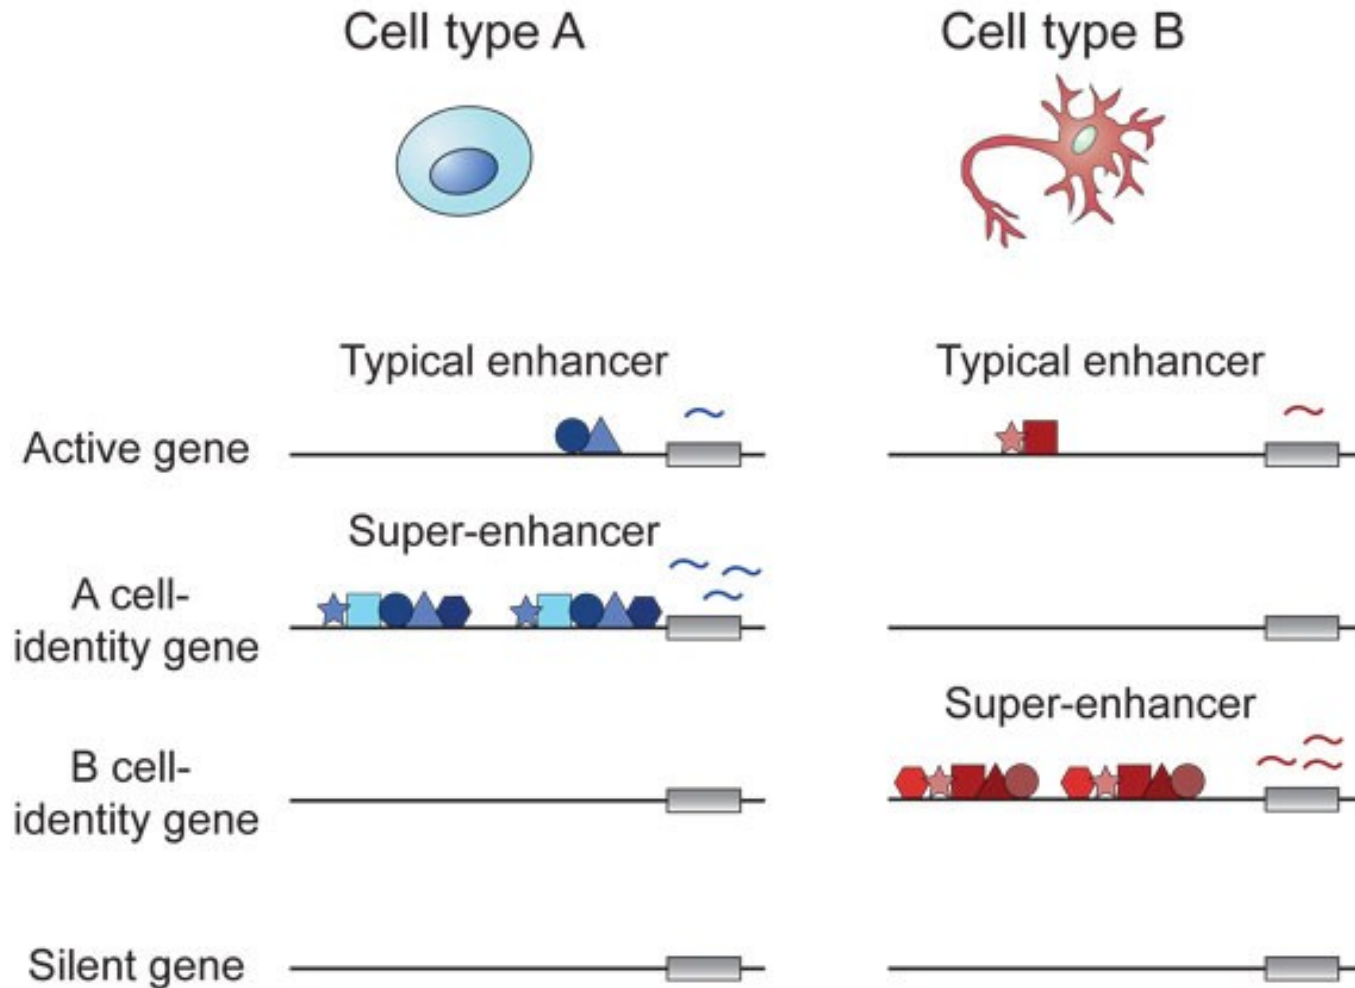 Cell type A
Cell type B
Typical enhancer
Typical enhancer
Active gene
Super-enhancer
A cell-
identity gene
Super-enhancer
B cell-
identity gene
Silent gene